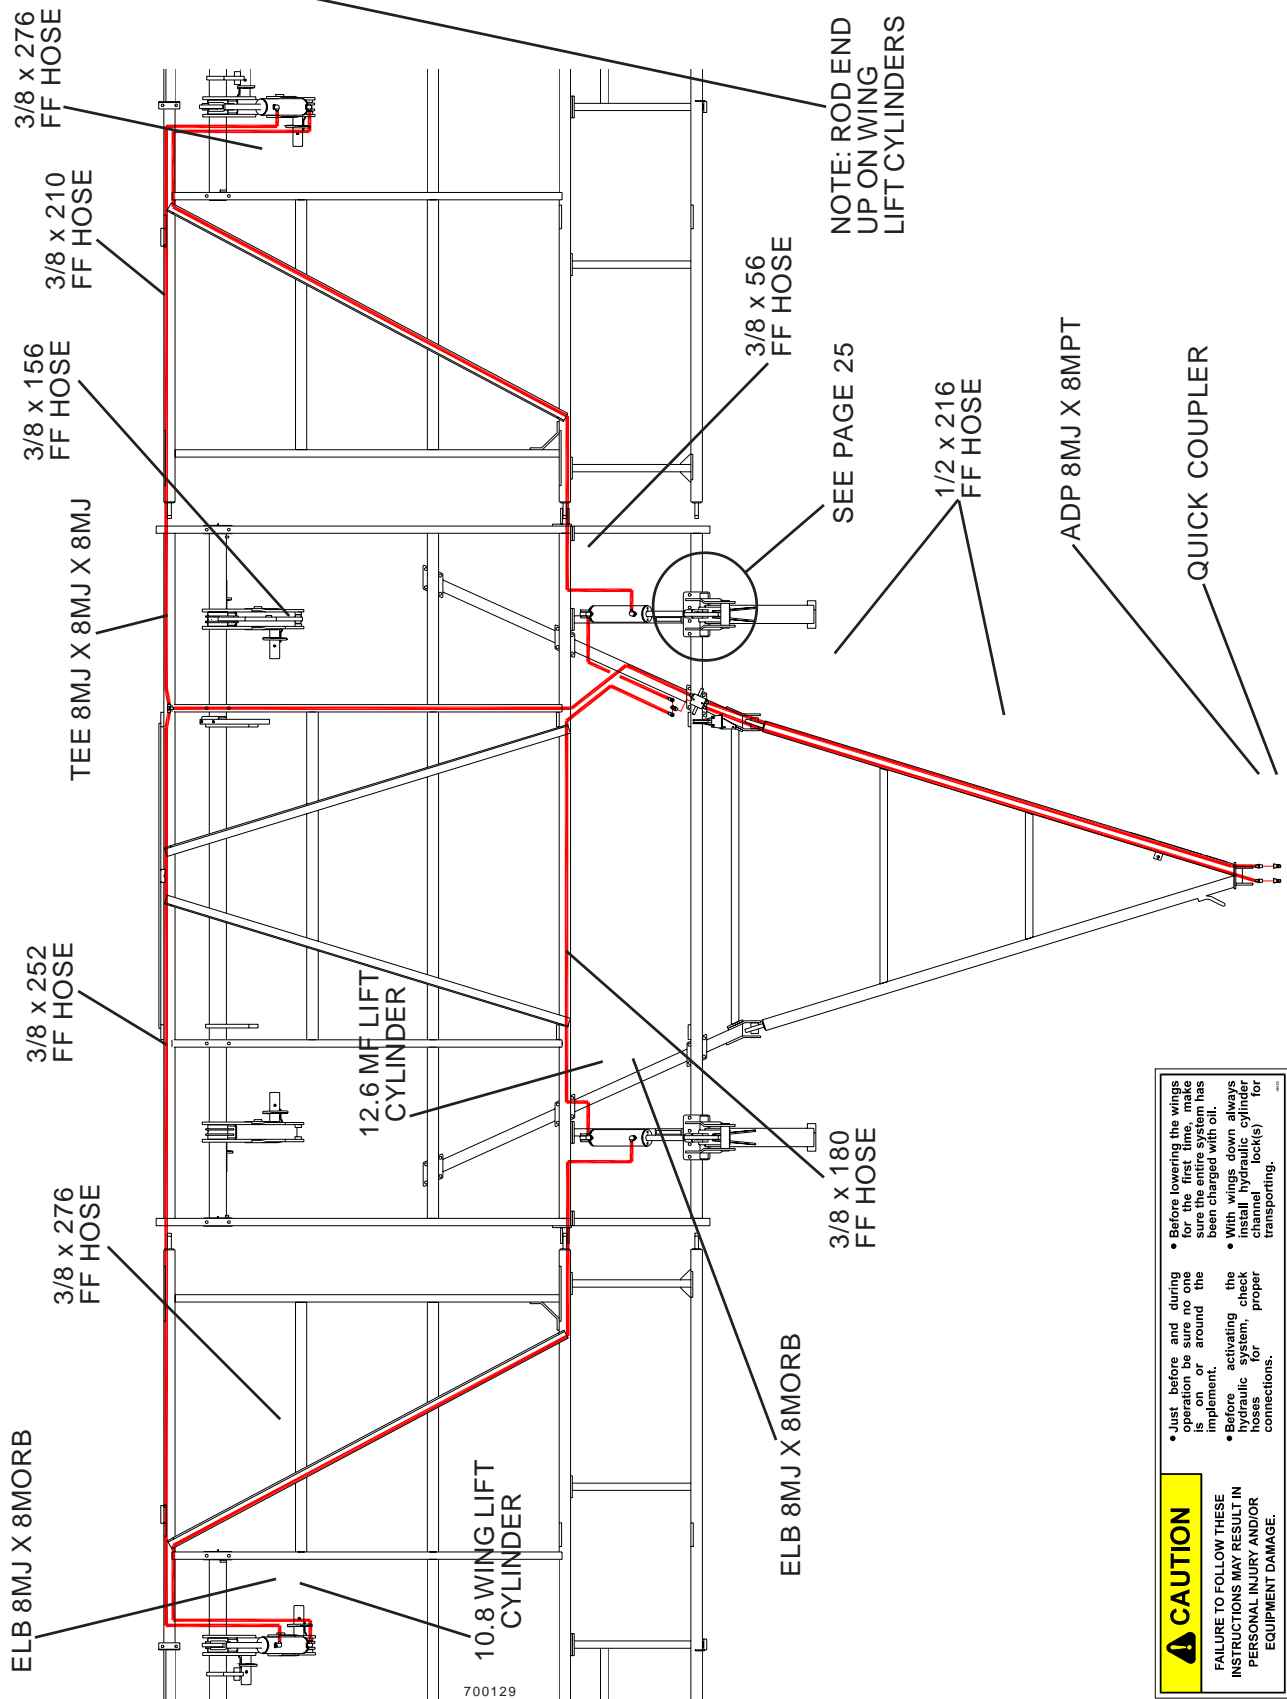 ELB 8MJ X 8MORB
3/8 x 276
FF HOSE
3/8 x 252
FF HOSE
TEE 8MJ X 8MJ X 8MJ
3/8 x 156
FF HOSE
3/8 x 210
FF HOSE
3/8 x 276
FF HOSE
10.8 WING LIFT
CYLINDER
12.6 MF LIFT
CYLINDER
ELB 8MJ X 8MORB
3/8 x 180
FF HOSE
SEE PAGE 25
3/8 x 56
FF HOSE
NOTE: ROD END
UP ON WING
LIFT CYLINDERS
1/2 x 216
FF HOSE
ADP 8MJ X 8MPT
QUICK COUPLER
CAUTION
FAILURE TO FOLLOW THESE
INSTRUCTIONS MAY RESULT IN
PERSONAL INJURY AND/OR
EQUIPMENT DAMAGE.
• Just before and during
operation be sure no one
is on or around the
implement.
• Before activating the
hydraulic system, check
hoses for proper
connections.
• Before lowering the wings
for the first time, make
sure the entire system has
been charged with oil.
• With wings down always
install hydraulic cylinder
channel lock(s) for
transporting.
700129